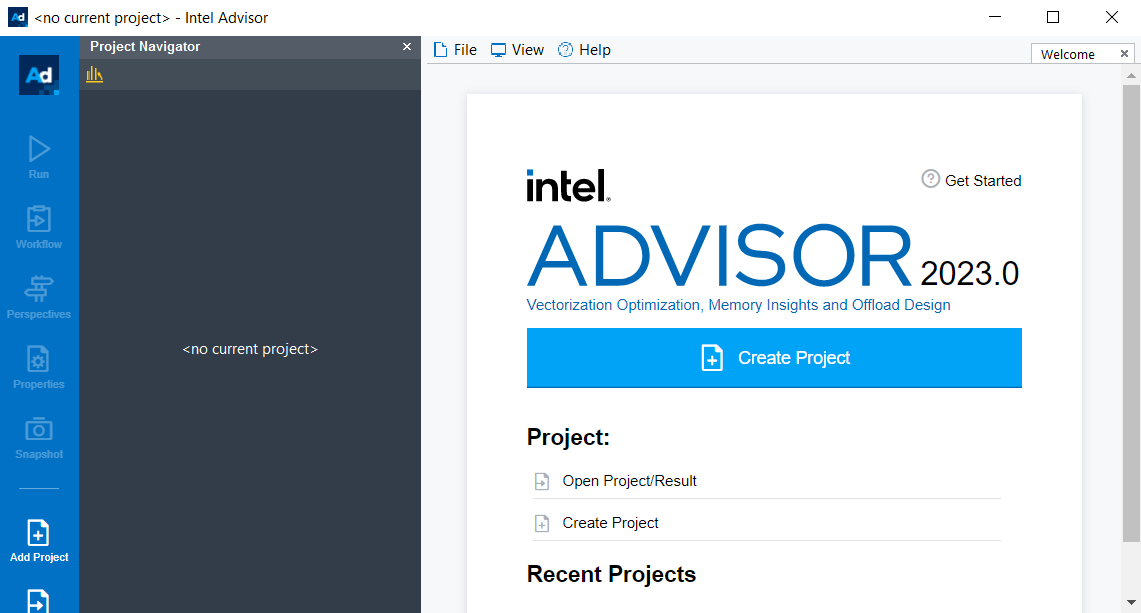 Ad <no current project> - Intel Advisor
Project Navigator
File View Help
Welcome
Ad
Run
Workflow
Perspectives
Properties
Snapshot
Add Project
<no current project>
intel.
Get Started
ADVISOR 2023.0
Vectorization Optimization, Memory Insights and Offload Design
Create Project
Project:
Open Project/Result
Create Project
Recent Projects